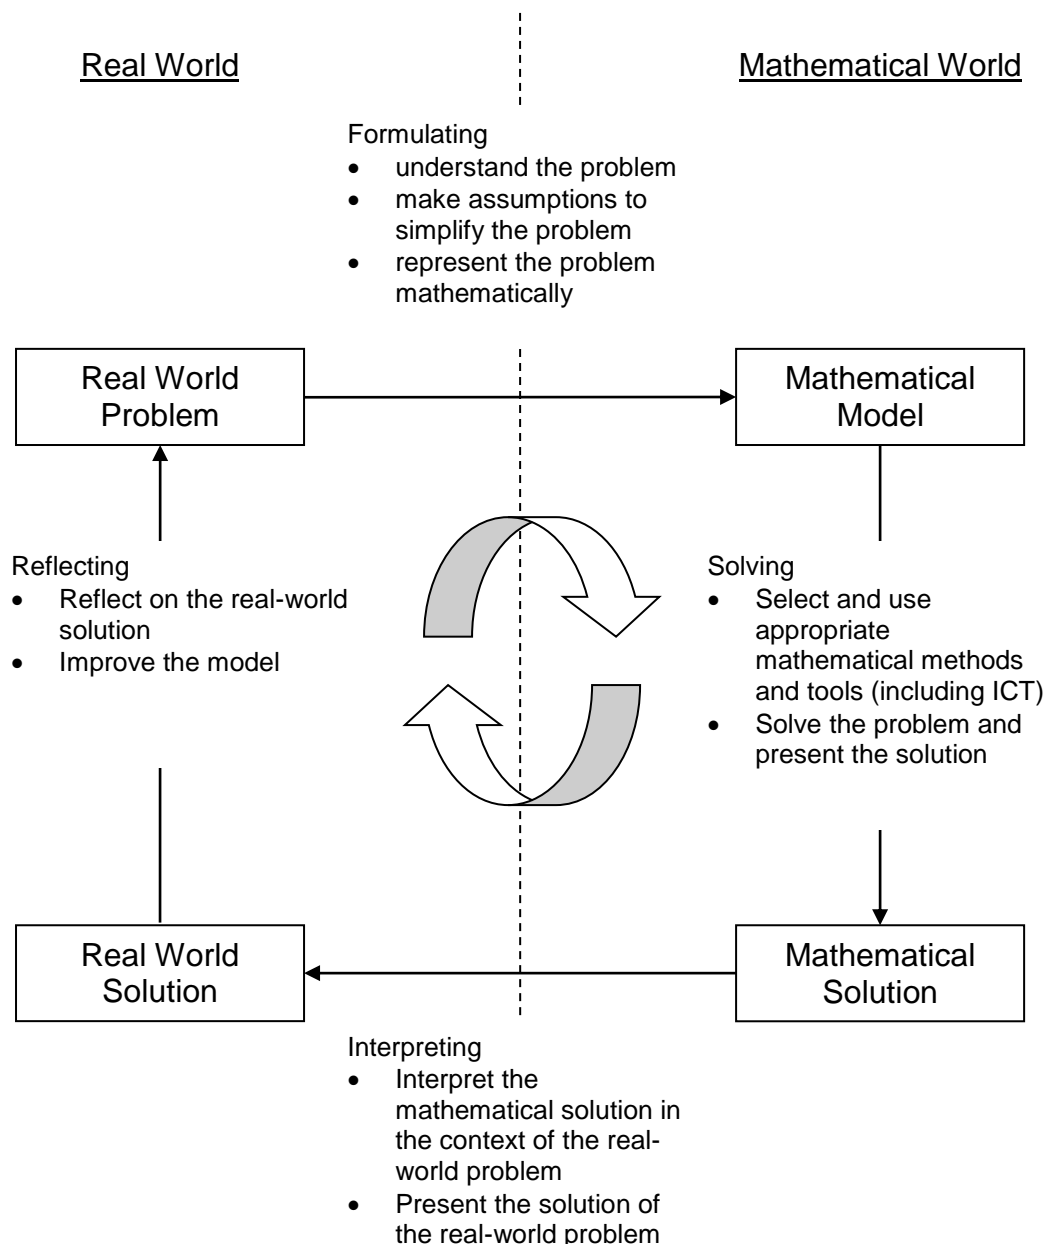 Real World
Mathematical World
Formulating
• understand the problem
• make assumptions to
simplify the problem
• represent the problem
mathematically
Real World
Problem
Mathematical
Model
Reflecting
• Reflect on the real-world
solution
• Improve the model
Solving
• Select and use
appropriate
mathematical methods
and tools (including ICT)
• Solve the problem and
present the solution
Real World
Solution
Mathematical
Solution
Interpreting
• Interpret the
mathematical solution in
the context of the real-
world problem
• Present the solution of
the real-world problem